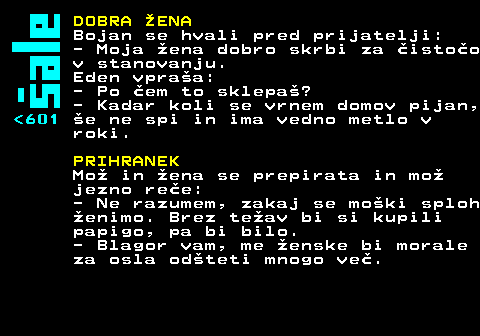 Šale
<601
DOBRA ŽENA
Bojan se hvali pred prijatelji:
- Moja žena dobro skrbi za čistočo
v stanovanju.
Eden vpraša:
- Po čem to sklepaš?
- Kadar koli se vrnem domov pijan,
še ne spi in ima vedno metlo v
roki.
PRIHRANEK
Mož in žena se prepirata in mož
jezno reče:
- Ne razumem, zakaj se moški sploh
ženimo. Brez težav bi si kupili
papigo, pa bi bilo.
- Blagor vam, me ženske bi morale
za osla odšteti mnogo več.